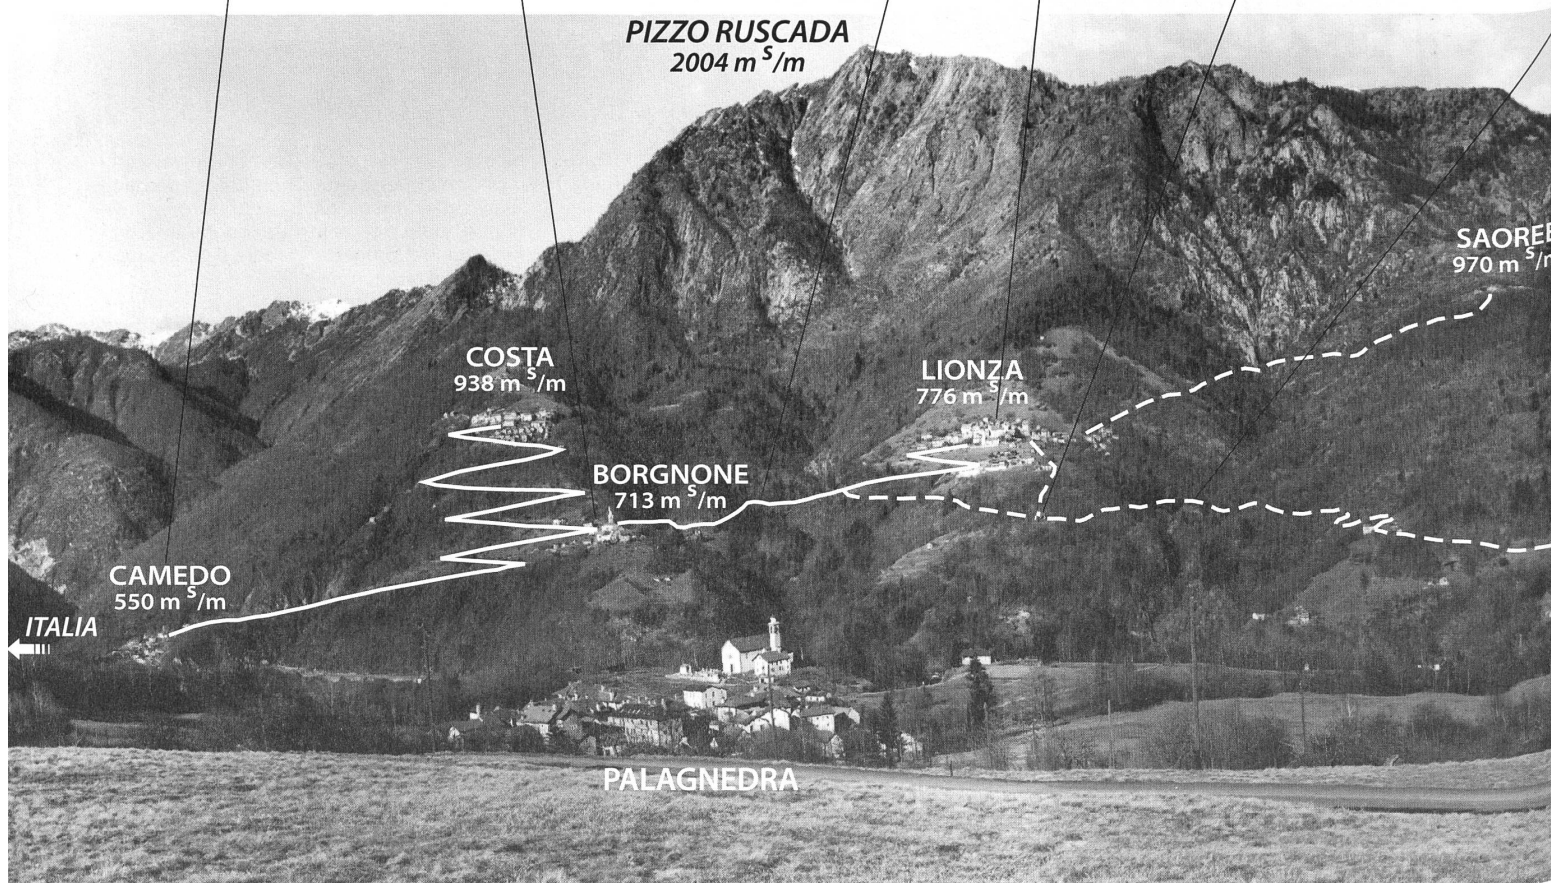 PIZZO RUSCADA
2004 m s/m
SAOREE
970 m s/m
COSTA
938 m s/m
LIONZA
776 m s/m
BORGNONE
713 m s/m
CAMEDO
550 m s/m
ITALIA
PALAGNEDRA